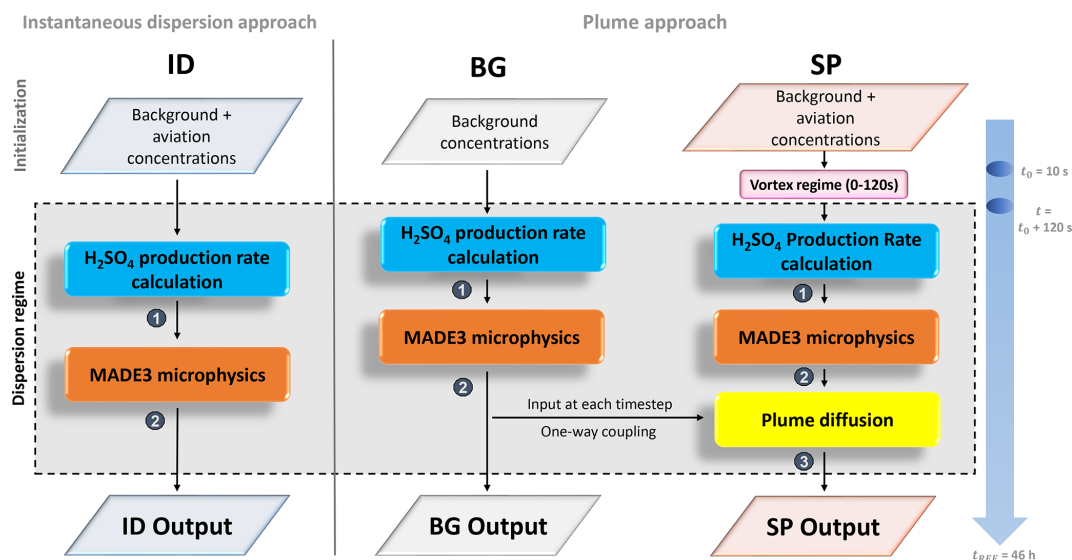 Instantaneous dispersion approach
Plume approach
ID
BG
SP
Initialization
Background +
aviation
concentrations
Background
concentrations
Background +
aviation
concentrations
Vortex regime (0-120s)
t₀ = 10 s
t =
t₀ + 120 s
Dispersion regime
H₂SO₄ production rate
calculation
1
MADE3 microphysics
2
H₂SO₄ production rate
calculation
1
MADE3 microphysics
2
Input at each timestep
One-way coupling
H₂SO₄ Production Rate
calculation
1
MADE3 microphysics
2
Plume diffusion
3
ID Output
BG Output
SP Output
t_REF = 46 h